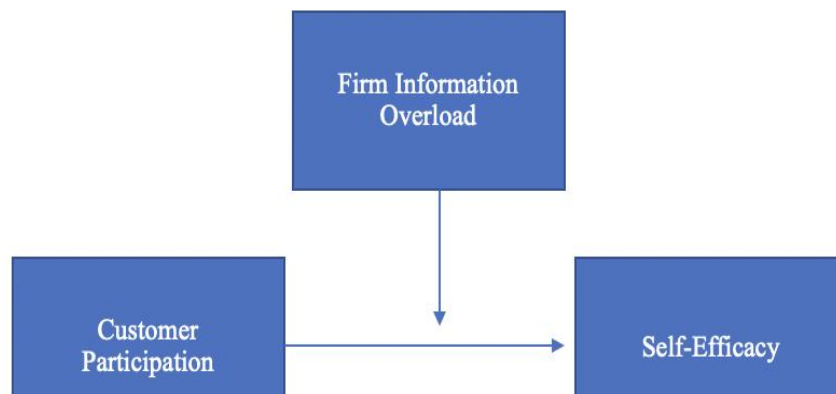 Firm Information
Overload
Customer
Participation
Self-Efficacy